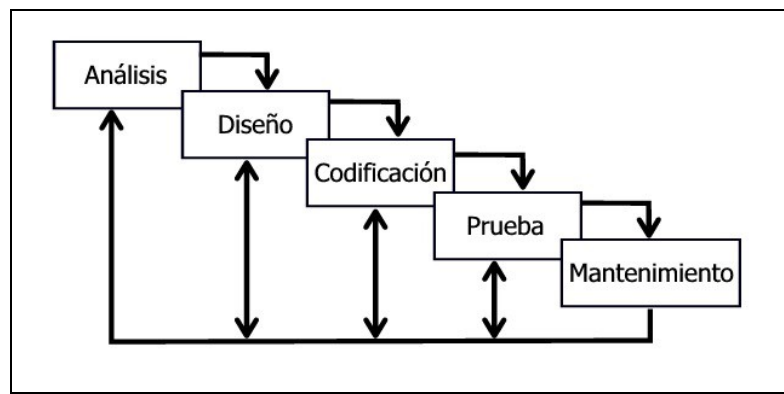 Análisis
Diseño
Codificación
Prueba
Mantenimiento